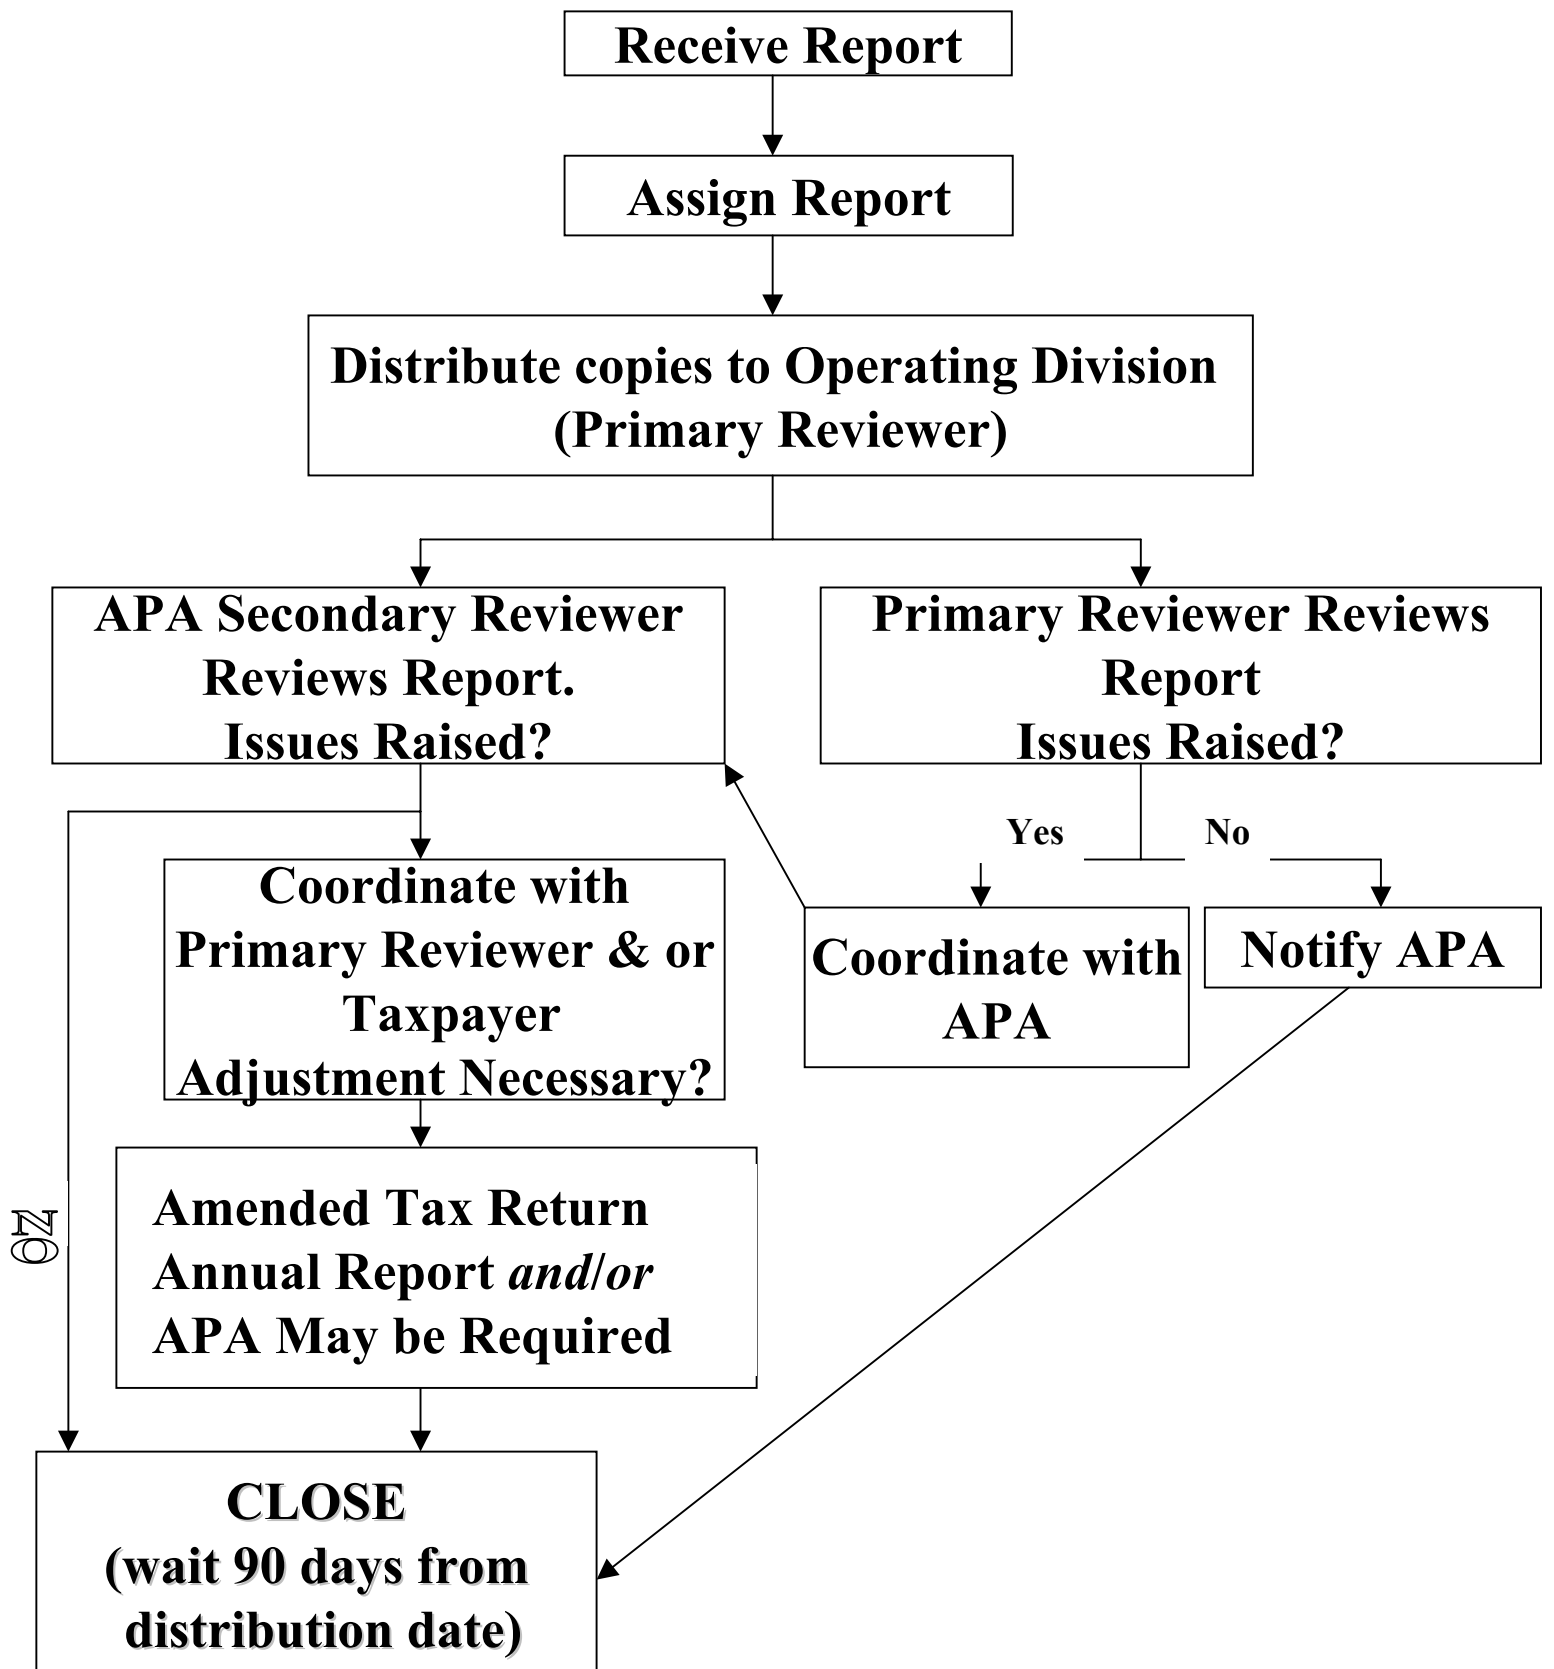 Receive Report
Assign Report
Distribute copies to Operating Division
(Primary Reviewer)
APA Secondary Reviewer
Reviews Report.
Issues Raised?
Primary Reviewer Reviews
Report
Issues Raised?
Yes
No
Coordinate with
Primary Reviewer & or
Taxpayer
Adjustment Necessary?
Coordinate with
APA
Notify APA
Amended Tax Return
Annual Report and/or
APA May be Required
No
CLOSE
(wait 90 days from
distribution date)